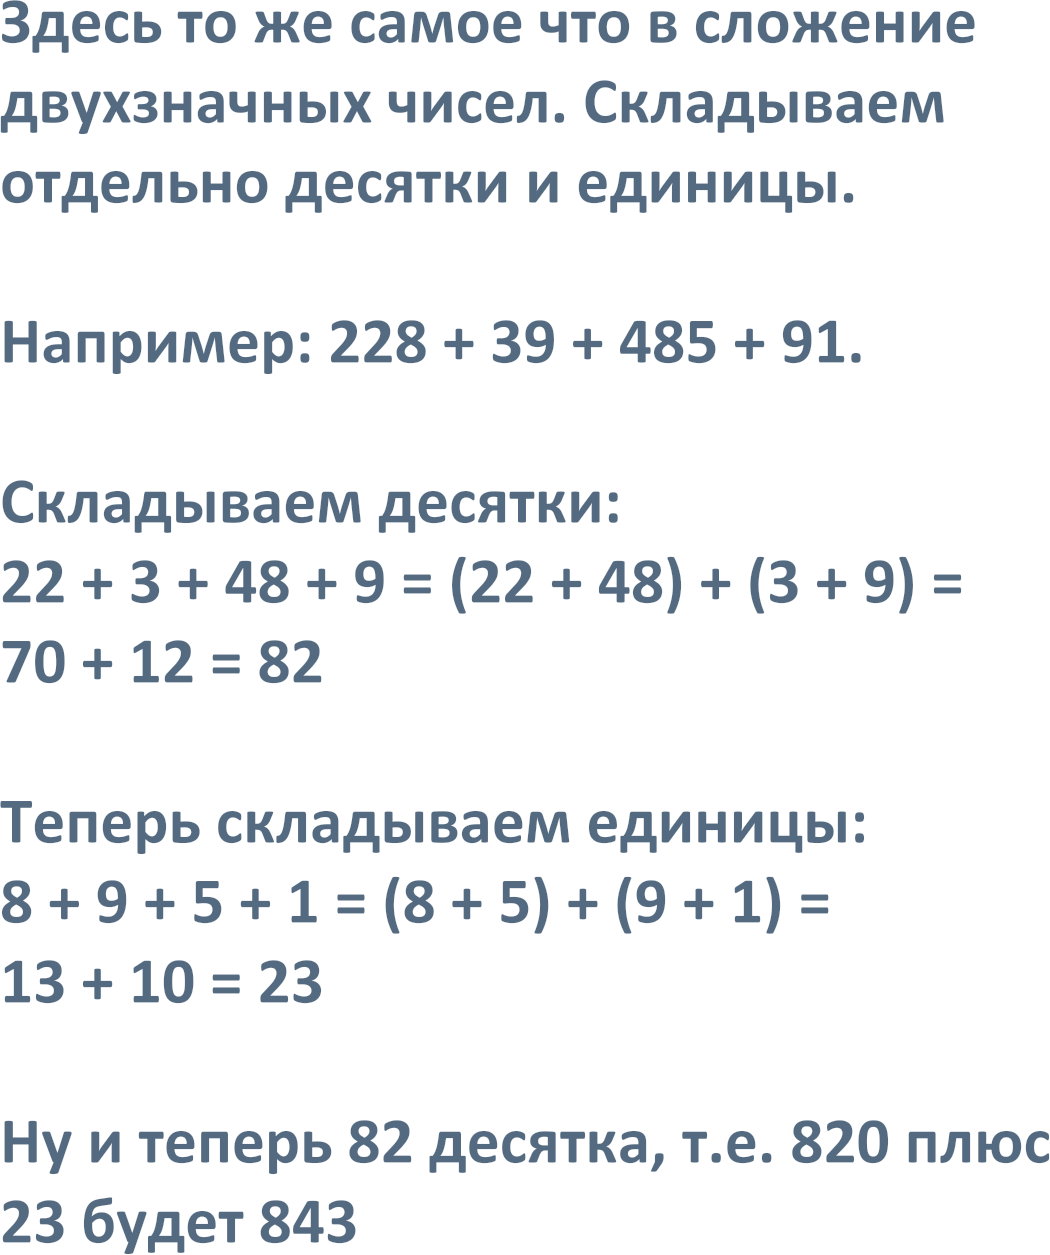 Здесь то же самое что в сложение
двухзначных чисел. Складываем
отдельно десятки и единицы.
Например: 228 + 39 + 485 + 91.
Складываем десятки:
22 + 3 + 48 + 9 = (22 + 48) + (3 + 9) =
70 + 12 = 82
Теперь складываем единицы:
8 + 9 + 5 + 1 = (8 + 5) + (9 + 1) =
13 + 10 = 23
Ну и теперь 82 десятка, т.е. 820 плюс
23 будет 843